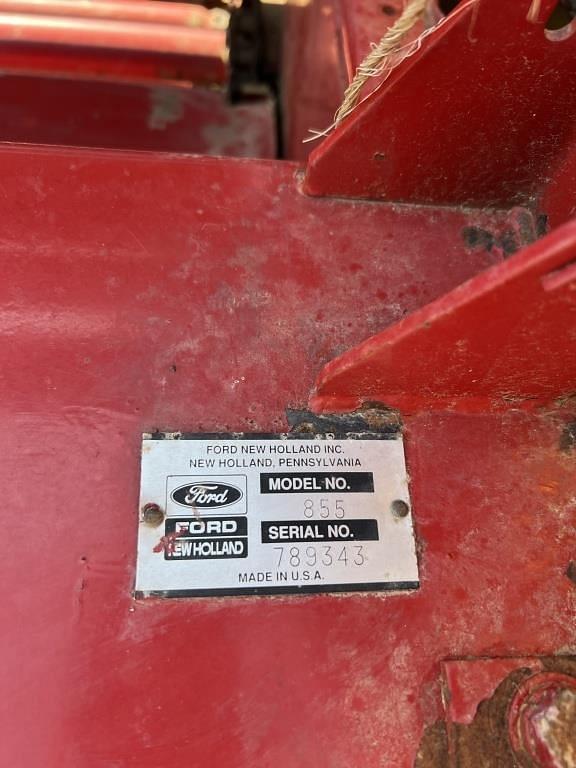 FORD NEW HOLLAND INC.
NEW HOLLAND, PENNSYLVANIA
Ford
MODEL NO.
855
FORD
NEW HOLLAND
SERIAL NO.
789343
MADE IN U.S.A.